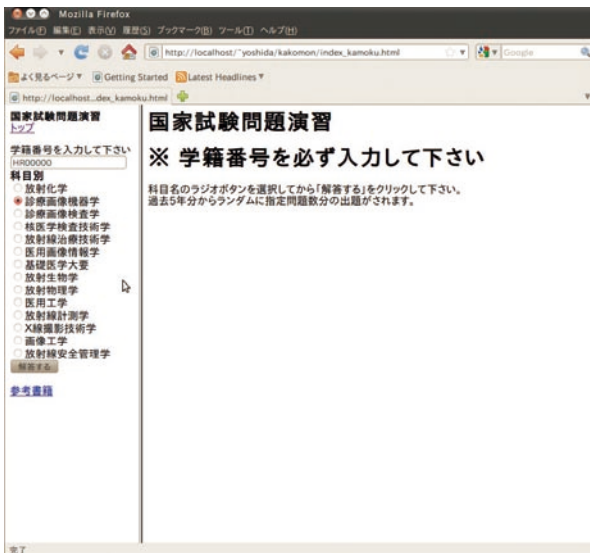 Mozilla Firefox
ファイル(F) 編集(E) 表示(V) 履歴(S) ブックマーク(B) ツール(T) ヘルプ(H)
http://localhost/~yoshida/kakomon/index_kamoku.html
Google
よく見るページ Getting Started Latest Headlines
http://localhost...dex_kamoku.html
国家試験問題演習
トップ
学籍番号を入力して下さい
HR00000
科目別
放射化学
診療画像機器学
診療画像検査学
核医学検査技術学
放射線治療技術学
医用画像情報学
基礎医学大要
放射生物学
放射物理学
医用工学
放射線計測学
X線撮影技術学
画像工学
放射線安全管理学
解答する
参考書籍
国家試験問題演習
※ 学籍番号を必ず入力して下さい
科目名のラジオボタンを選択してから「解答する」をクリックして下さい。
過去5年分からランダムに指定問題数分の出題がされます。
完了